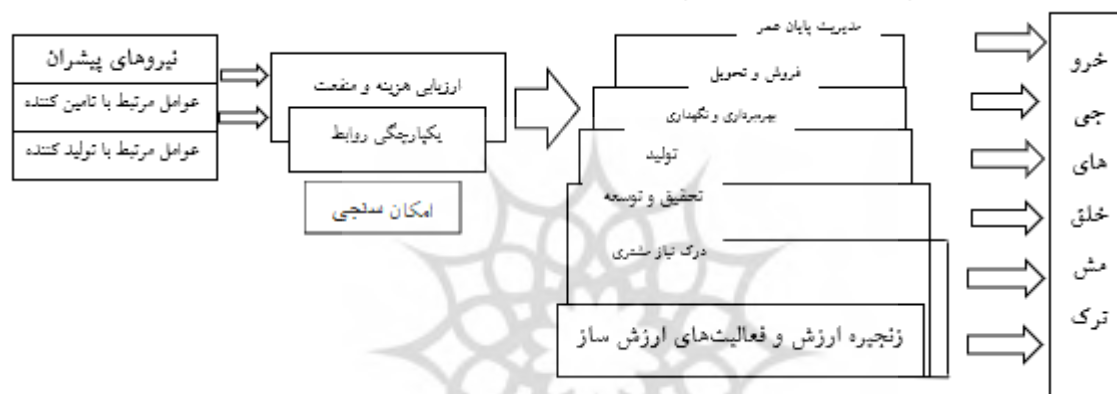 نیروهای پیشران
عوامل مرتبط با تامین کننده
عوامل مرتبط با تولید کننده
ارزیابی هزینه و منفعت
یکپارچگی روابط
امکان سنجی
مدیریت پایان عمر
فروش و تحویل
بهره‌برداری و نگهداری
تولید
تحقیق و توسعه
درک نیاز مشتری
زنجیره ارزش و فعالیت‌های ارزش ساز
خرو
جی
های
خلق
مش
ترک